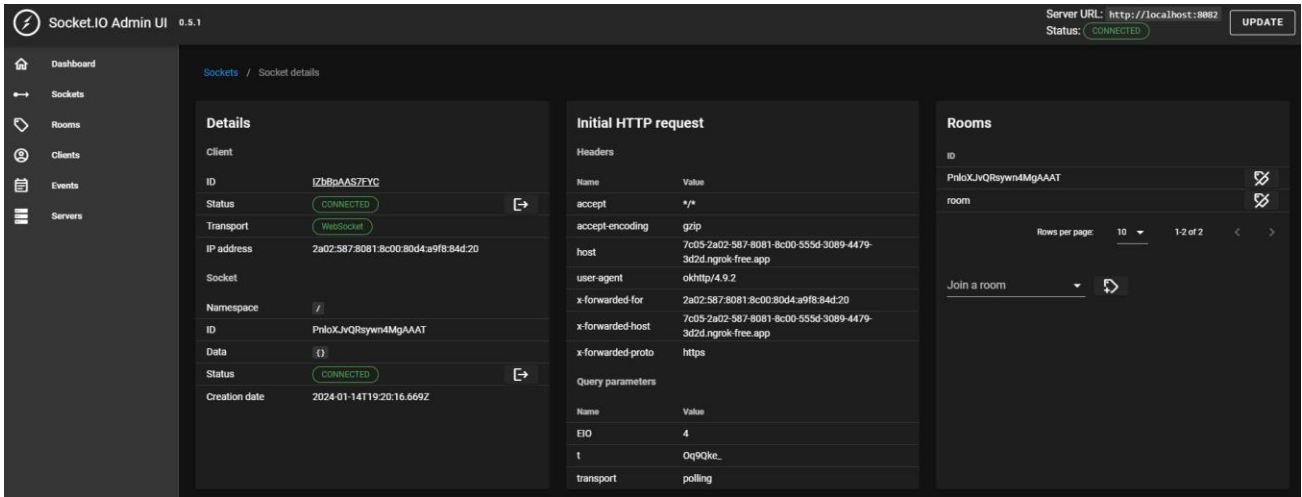 Socket.IO Admin UI 0.5.1
Server URL: http://localhost:8082
Status: CONNECTED
UPDATE
Dashboard
Sockets
Rooms
Clients
Events
Servers
Sockets / Socket details
Details
Client
ID IZbBpAAS7FYC
Status CONNECTED
Transport WebSocket
IP address 2a02:587:8081:8c00:80d4:a9f8:84d:20
Socket
Namespace /
ID PnloXJvQRsywn4MgAAAT
Data {}
Status CONNECTED
Creation date 2024-01-14T19:20:16.669Z
Initial HTTP request
Headers
Name Value
accept */*
accept-encoding gzip
host 7c05-2a02-587-8081-8c00-555d-3089-4479-
3d2d.ngrok-free.app
user-agent okhttp/4.9.2
x-forwarded-for 2a02:587:8081:8c00:80d4:a9f8:84d:20
x-forwarded-host 7c05-2a02-587-8081-8c00-555d-3089-4479-
3d2d.ngrok-free.app
x-forwarded-proto https
Query parameters
Name Value
EIO 4
t Oq9Qke_
transport polling
Rooms
ID
PnloXJvQRsywn4MgAAAT
room
Rows per page: 10 1-2 of 2
Join a room